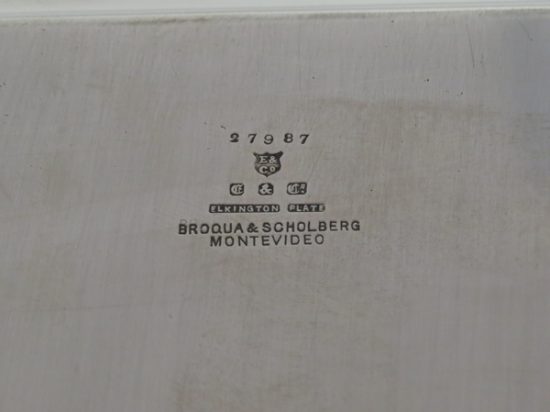 27987
E &
CO
& 
ELKINGTON PLATE
BROQUA & SCHOLBERG
MONTEVIDEO